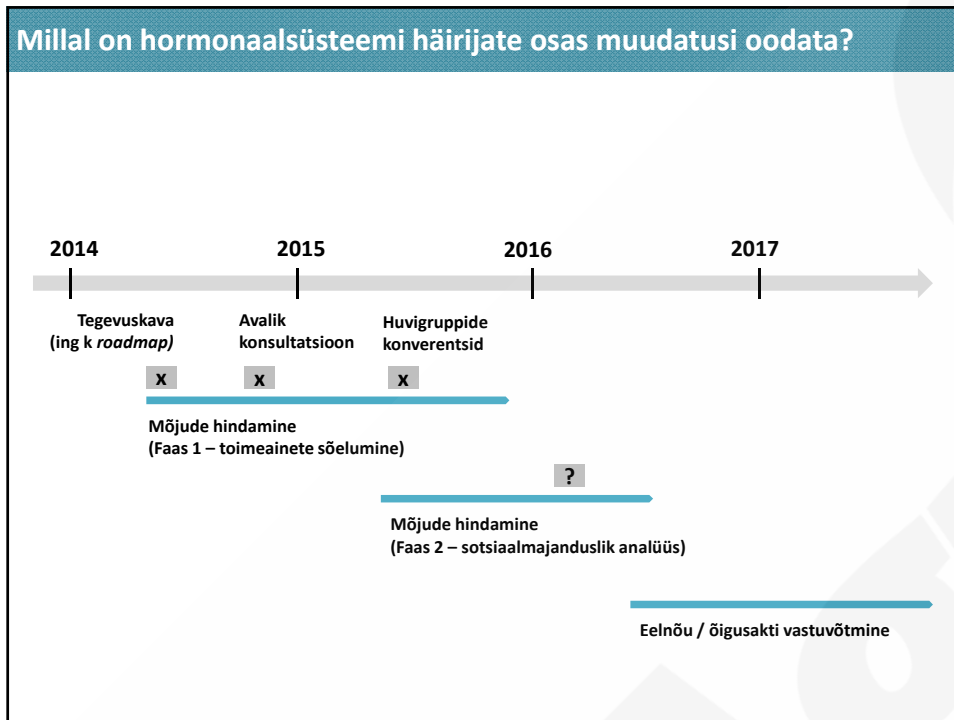 Millal on hormonaalsüsteemi häirijate osas muudatusi oodata?
2014 2015 2016 2017
Tegevuskava
(ing k roadmap)
Avalik
konsultatsioon
Huvigruppide
konverentsid
x x x
Mõjude hindamine
(Faas 1 – toimeainete sõelumine)
?
Mõjude hindamine
(Faas 2 – sotsiaalmajanduslik analüüs)
Eelnõu / õigusakti vastuvõtmine